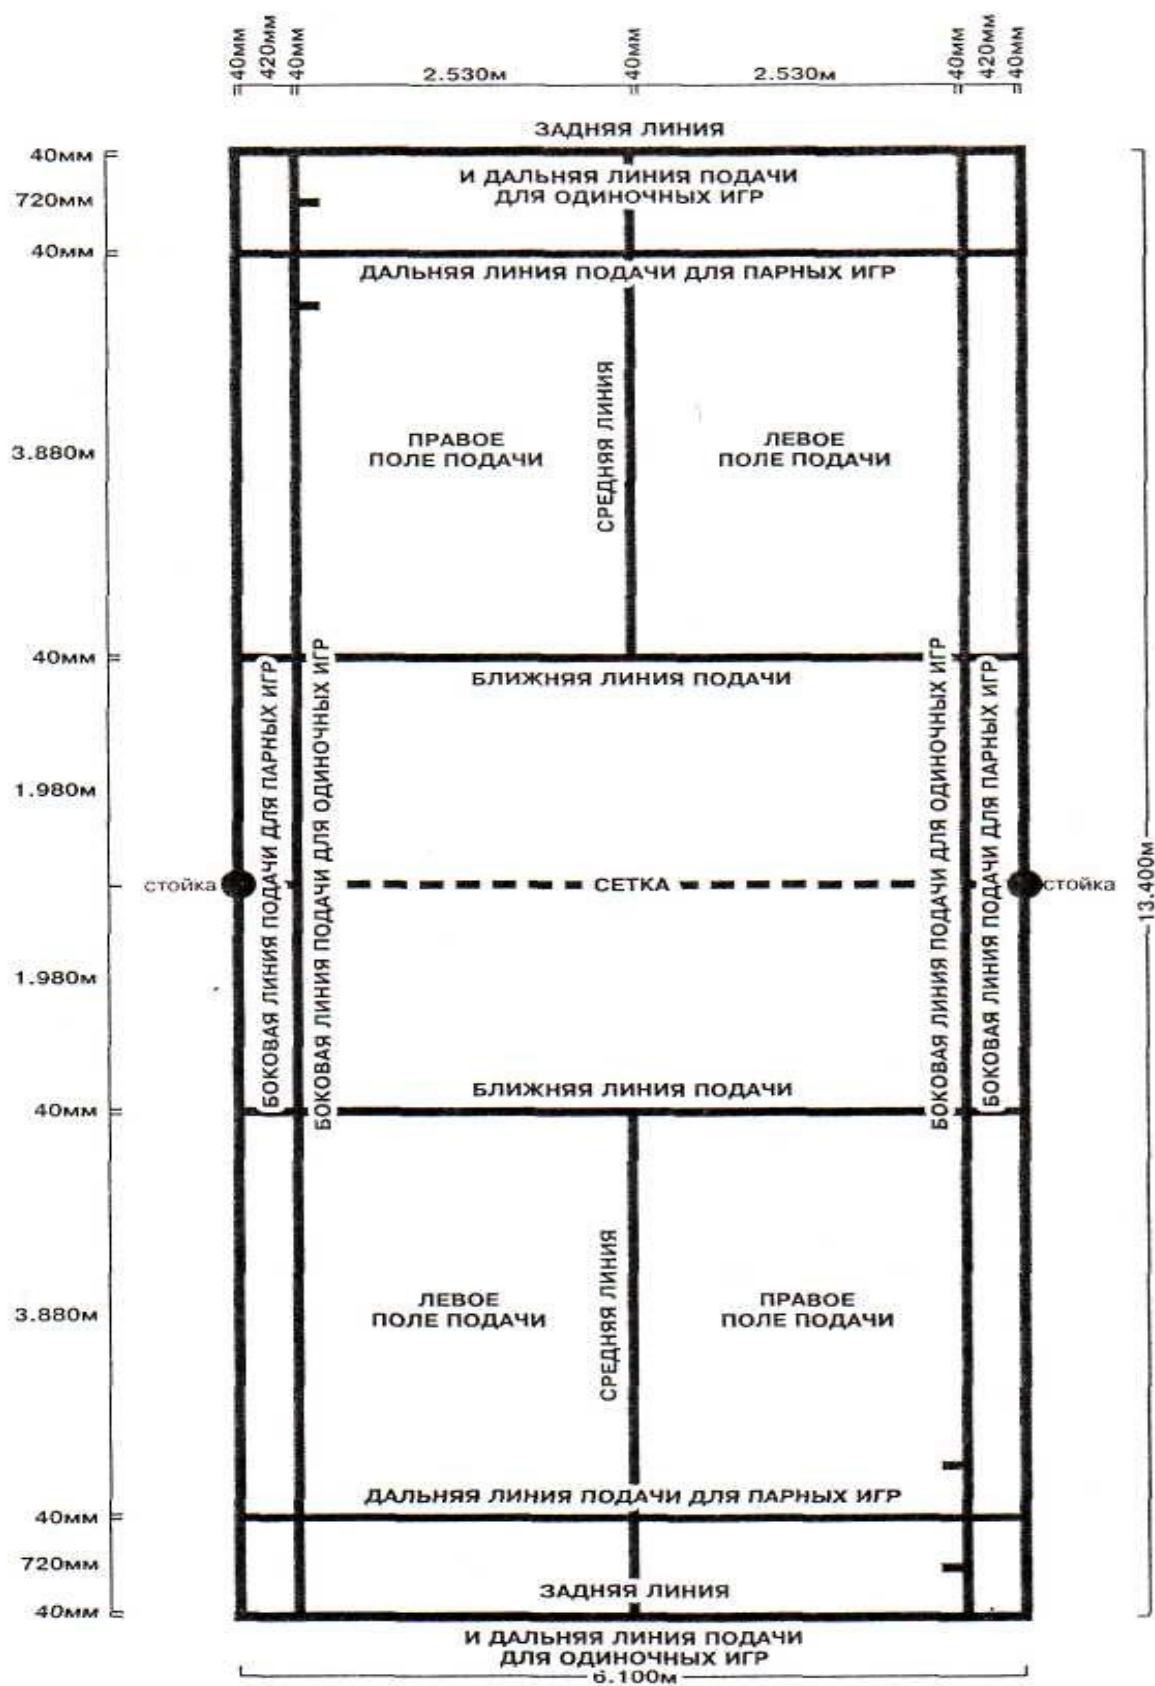 40мм
420мм
40мм
2.530м
40мм
2.530м
40мм
420мм
40мм
ЗАДНЯЯ ЛИНИЯ
40мм
И ДАЛЬНЯЯ ЛИНИЯ ПОДАЧИ
ДЛЯ ОДИНОЧНЫХ ИГР
720мм
40мм
ДАЛЬНЯЯ ЛИНИЯ ПОДАЧИ ДЛЯ ПАРНЫХ ИГР
СРЕДНЯЯ ЛИНИЯ
ПРАВОЕ
ПОЛЕ ПОДАЧИ
ЛЕВОЕ
ПОЛЕ ПОДАЧИ
3.880м
40мм
БЛИЖНЯЯ ЛИНИЯ ПОДАЧИ
БОКОВАЯ ЛИНИЯ ПОДАЧИ ДЛЯ ПАРНЫХ ИГР
БОКОВАЯ ЛИНИЯ ПОДАЧИ ДЛЯ ОДИНОЧНЫХ ИГР
БОКОВАЯ ЛИНИЯ ПОДАЧИ ДЛЯ ОДИНОЧНЫХ ИГР
БОКОВАЯ ЛИНИЯ ПОДАЧИ ДЛЯ ПАРНЫХ ИГР
1.980м
стойка
СЕТКА
стойка
13.400м
1.980м
БЛИЖНЯЯ ЛИНИЯ ПОДАЧИ
40мм
СРЕДНЯЯ ЛИНИЯ
ЛЕВОЕ
ПОЛЕ ПОДАЧИ
ПРАВОЕ
ПОЛЕ ПОДАЧИ
3.880м
ДАЛЬНЯЯ ЛИНИЯ ПОДАЧИ ДЛЯ ПАРНЫХ ИГР
40мм
720мм
ЗАДНЯЯ ЛИНИЯ
40мм
И ДАЛЬНЯЯ ЛИНИЯ ПОДАЧИ
ДЛЯ ОДИНОЧНЫХ ИГР
6.100м